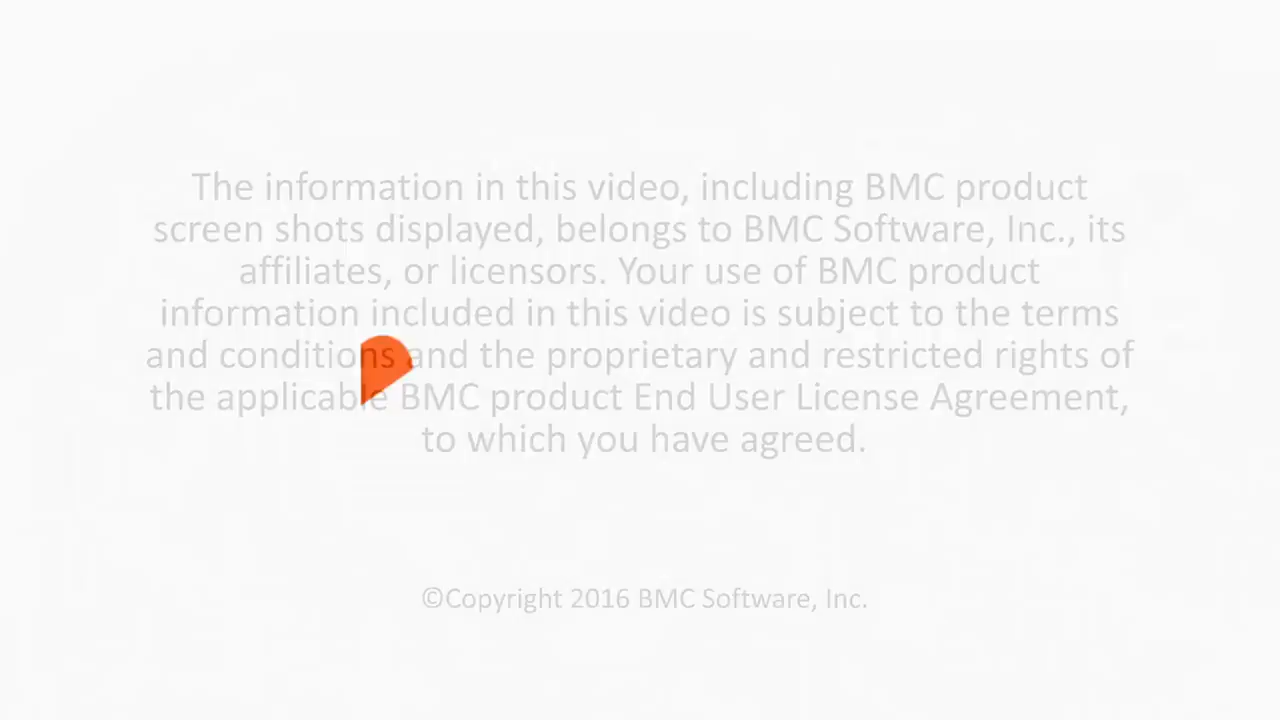 The information in this video, including BMC product
screen shots displayed, belongs to BMC Software, Inc., its
affiliates, or licensors. Your use of BMC product
information included in this video is subject to the terms
and conditions and the proprietary and restricted rights of
the applicable BMC product End User License Agreement,
to which you have agreed.
©Copyright 2016 BMC Software, Inc.